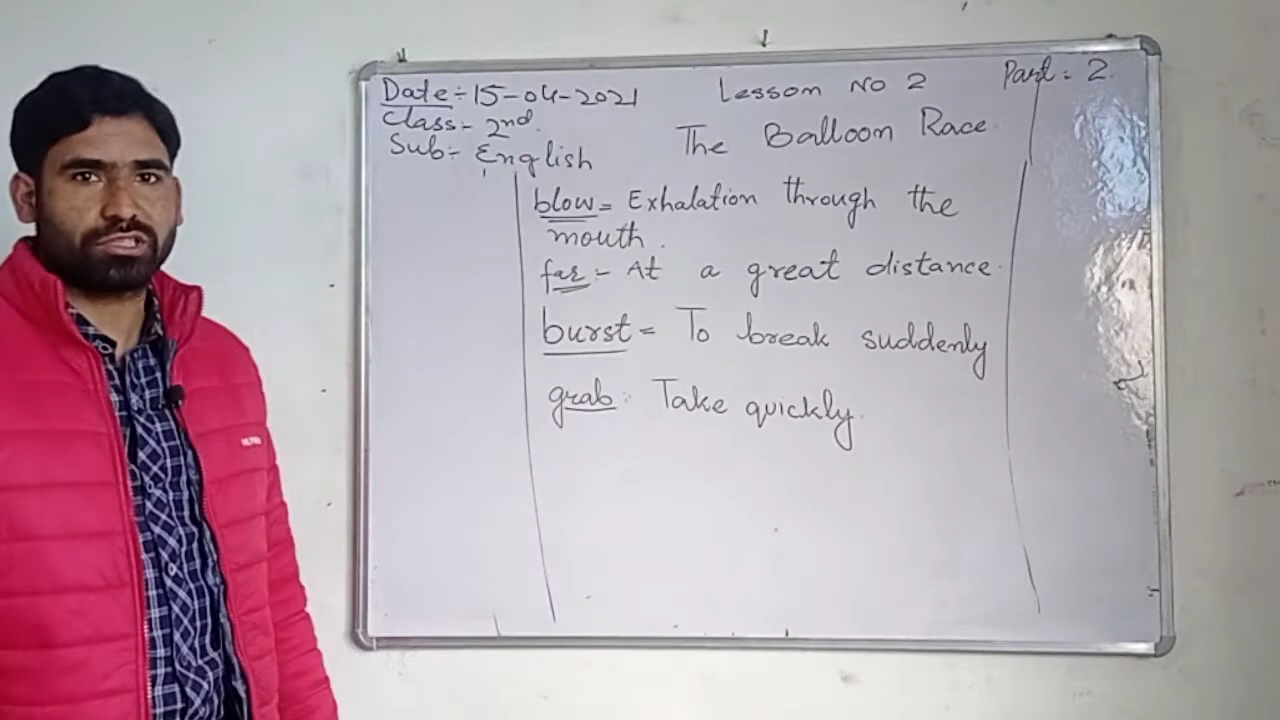 Date:- 15-04-2021
Lesson No 2
Part: 2.
Class:- 2nd.
Sub:- English
The Balloon Race.
blow = Exhalation through the
mouth.
far :- At a great distance.
burst = To break suddenly
grab: Take quickly.